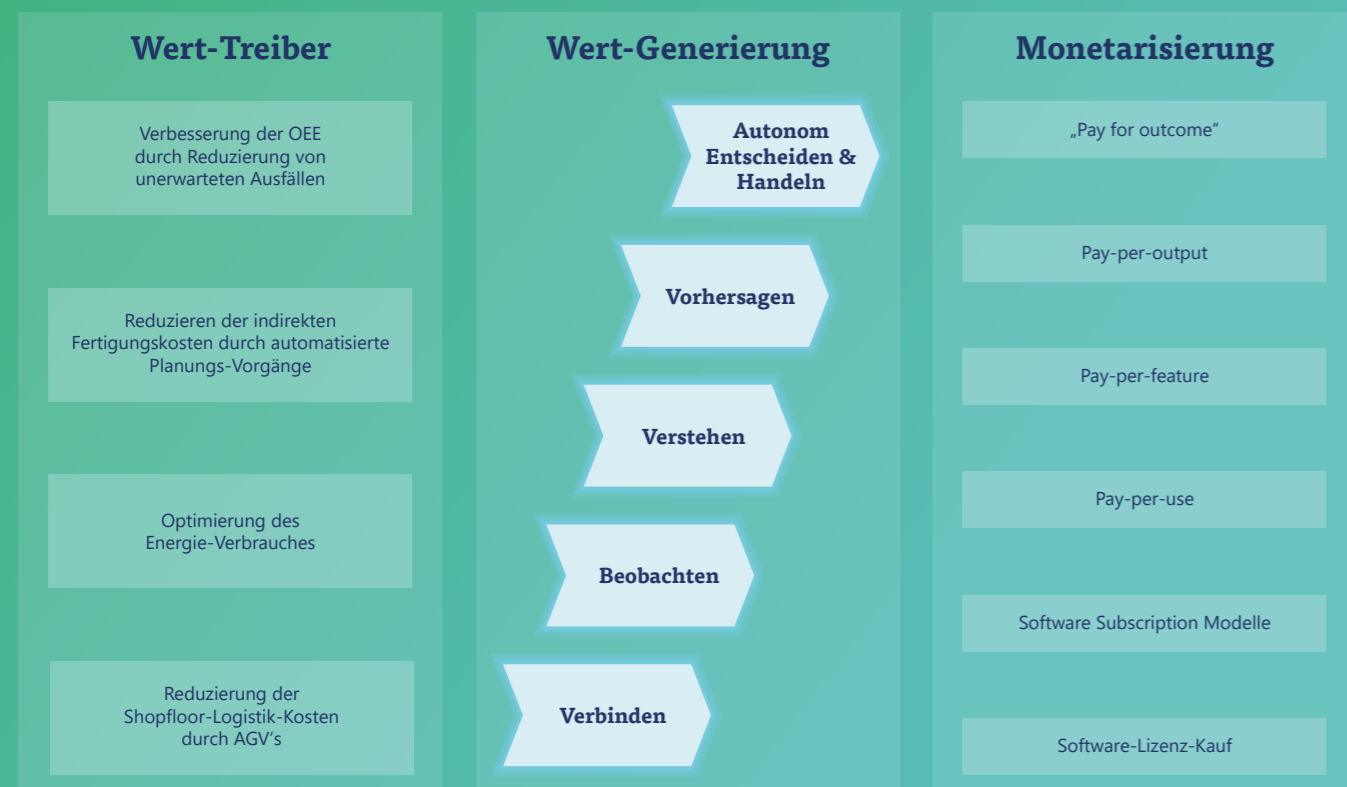 Wert-Treiber
Verbesserung der OEE
durch Reduzierung von
unerwarteten Ausfällen
Reduzieren der indirekten
Fertigungskosten durch automatisierte
Planungs-Vorgänge
Optimierung des
Energie-Verbrauches
Reduzierung der
Shopfloor-Logistik-Kosten
durch AGV’s
Wert-Generierung
Autonom
Entscheiden &
Handeln
Vorhersagen
Verstehen
Beobachten
Verbinden
Monetarisierung
„Pay for outcome“
Pay-per-output
Pay-per-feature
Pay-per-use
Software Subscription Modelle
Software-Lizenz-Kauf